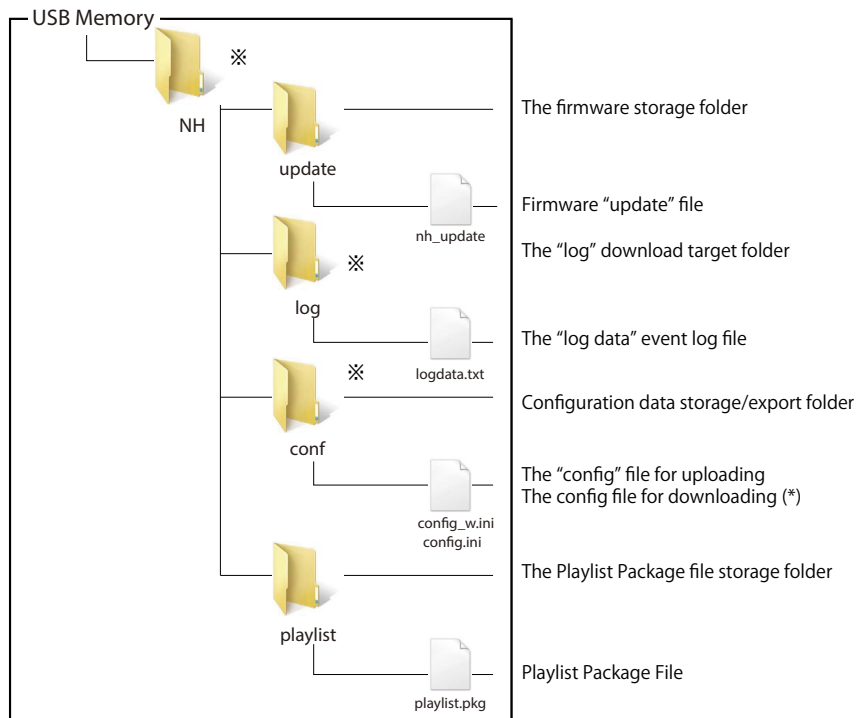 USB Memory
※
NH
The firmware storage folder
update
Firmware “update” file
nh_update
The “log” download target folder
※
log
The “log data” event log file
logdata.txt
※
Configuration data storage/export folder
conf
The “config” file for uploading
The config file for downloading (*)
config_w.ini
config.ini
The Playlist Package file storage folder
playlist
Playlist Package File
playlist.pkg